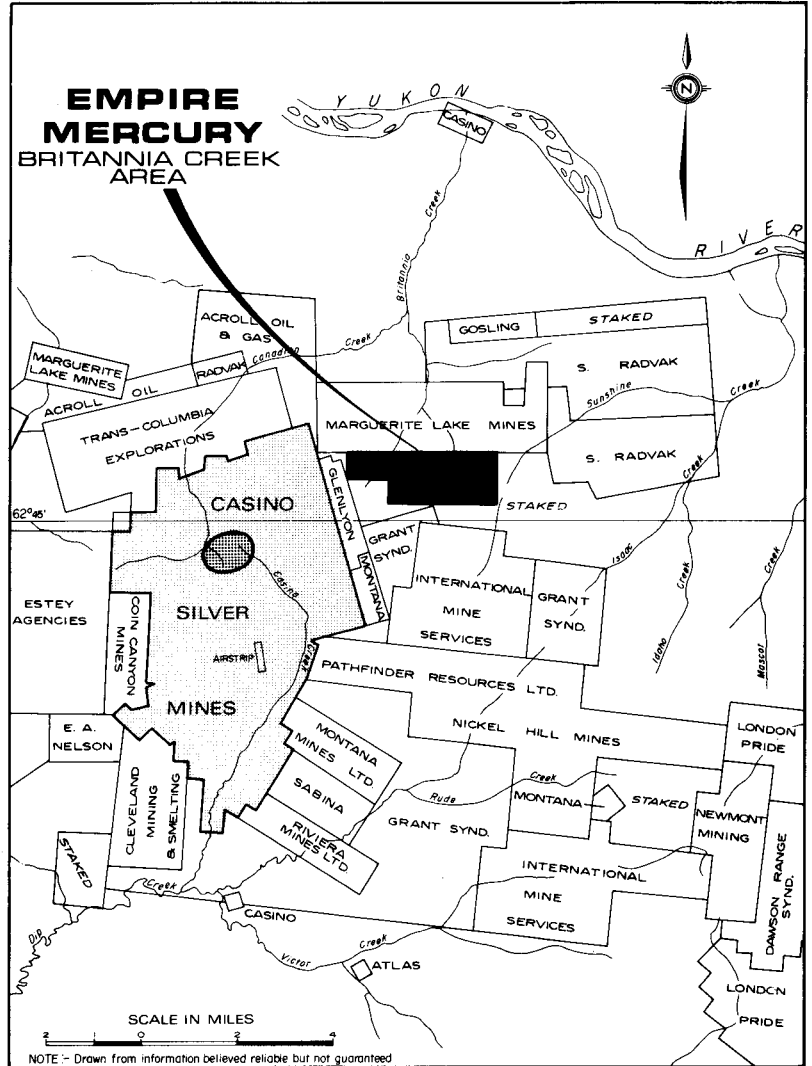 EMPIRE
MERCURY
BRITANNIA CREEK
AREA
YUKON
RIVER
N
CASINO
Britannia Creek
ACROLL OIL
& GAS
Canadian Creek
RADVAK
MARGUERITE
LAKE MINES
ACROLL OIL
TRANS-COLUMBIA
EXPLORATIONS
GOSLING
STAKED
S. RADVAK
Sunshine Creek
MARGUERITE LAKE MINES
S. RADVAK
STAKED
62°45'
CASINO
SILVER
MINES
Casino Creek
AIRSTRIP
GLENLYON
MONTANA
GRANT
SYND.
INTERNATIONAL
MINE
SERVICES
GRANT
SYND.
Isaac Creek
Idaho Creek
Mascot Creek
ESTEY
AGENCIES
COIN CANYON
MINES
E. A.
NELSON
CLEVELAND
MINING
& SMELTING
STAKED
PATHFINDER RESOURCES LTD.
NICKEL HILL MINES
LONDON
PRIDE
MONTANA
MINES LTD.
SABINA
RIVIERA
MINES LTD.
Rude Creek
GRANT SYND.
MONTANA
STAKED
NEWMONT
MINING
DAWSON RANGE
SYND.
INTERNATIONAL
MINE
SERVICES
Dip Creek
CASINO
Victor Creek
ATLAS
LONDON
PRIDE
SCALE IN MILES
2 0 2 4
NOTE :- Drawn from information believed reliable but not guaranteed